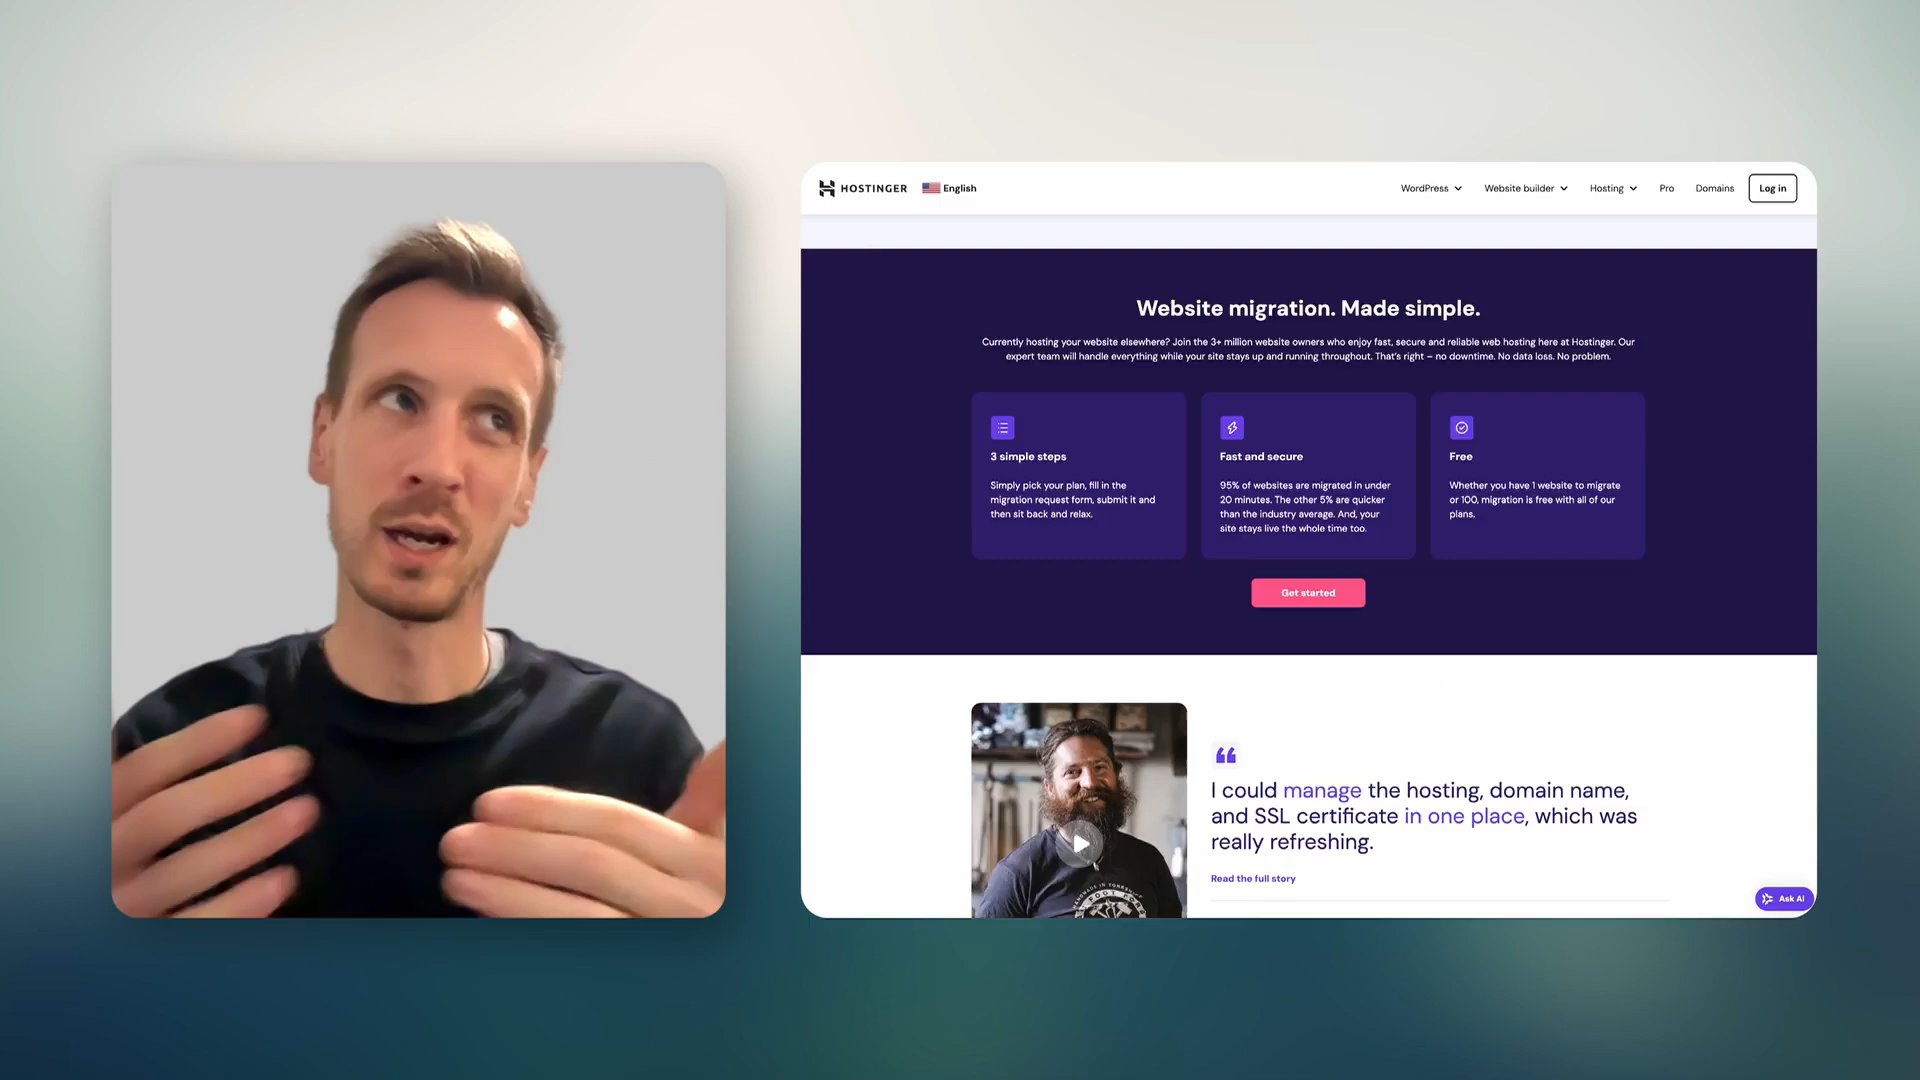 HOSTINGER English WordPress Website builder Hosting Pro Domains Log in
Website migration. Made simple.
Currently hosting your website elsewhere? Join the 3+ million website owners who enjoy fast, secure and reliable web hosting here at Hostinger. Our
expert team will handle everything while your site stays up and running throughout. That's right – no downtime. No data loss. No problem.
3 simple steps
Simply pick your plan, fill in the
migration request form, submit it and
then sit back and relax.
Fast and secure
95% of websites are migrated in under
20 minutes. The other 5% are quicker
than the industry average. And, your
site stays live the whole time too.
Free
Whether you have 1 website to migrate
or 100, migration is free with all of our
plans.
Get started
“
I could manage the hosting, domain name,
and SSL certificate in one place, which was
really refreshing.
Read the full story
Ask AI